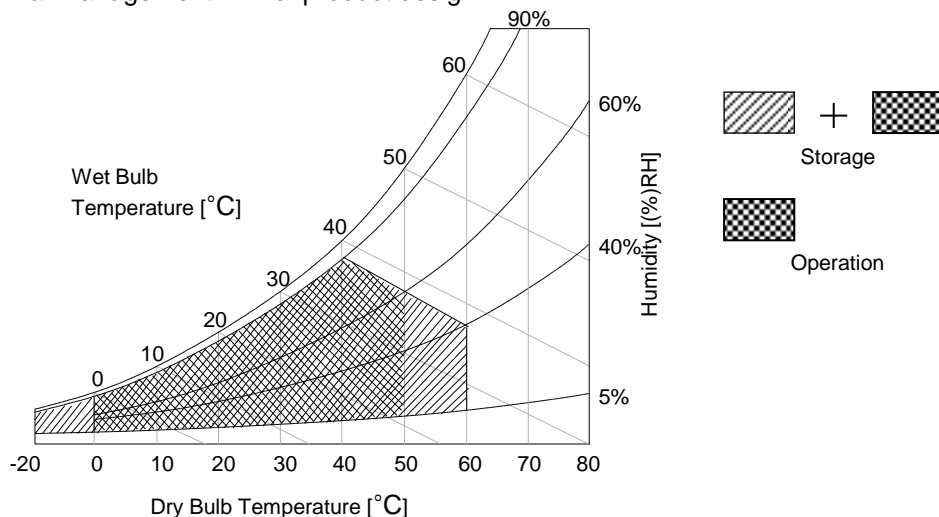 90%
60
60%
50
Wet Bulb
Temperature [°C]
40
40%
30
20
10
0
5%
Humidity [(%)RH]
-20 0 10 20 30 40 50 60 70 80
Dry Bulb Temperature [°C]
+
Storage
Operation